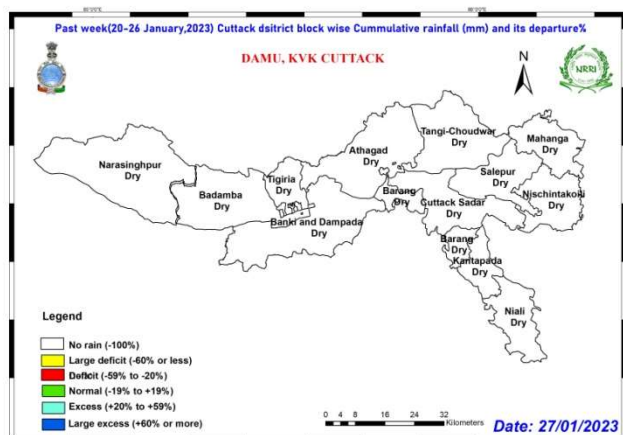 Past week(20-26 January,2023) Cuttack dsitrict block wise Cummulative rainfall (mm) and its departure%
DAMU, KVK CUTTACK
N
NRRI
Tangi-Choudwar
Dry
Mahanga
Dry
Athagad
Dry
Narasinghpur
Dry
Salepur
Dry
Tigiria
Dry
Badamba
Dry
Barang
Dry
Nischintakoili
Dry
Cuttack Sadar
Dry
Banki and Dampada
Dry
Barang
Dry
Kantapada
Dry
Niali
Dry
Legend
No rain (-100%)
Large deficit (-60% or less)
Deficit (-59% to -20%)
Normal (-19% to +19%)
Excess (+20% to +59%)
Large excess (+60% or more)
0 4 8 16 24 32
Kilometers
Date: 27/01/2023